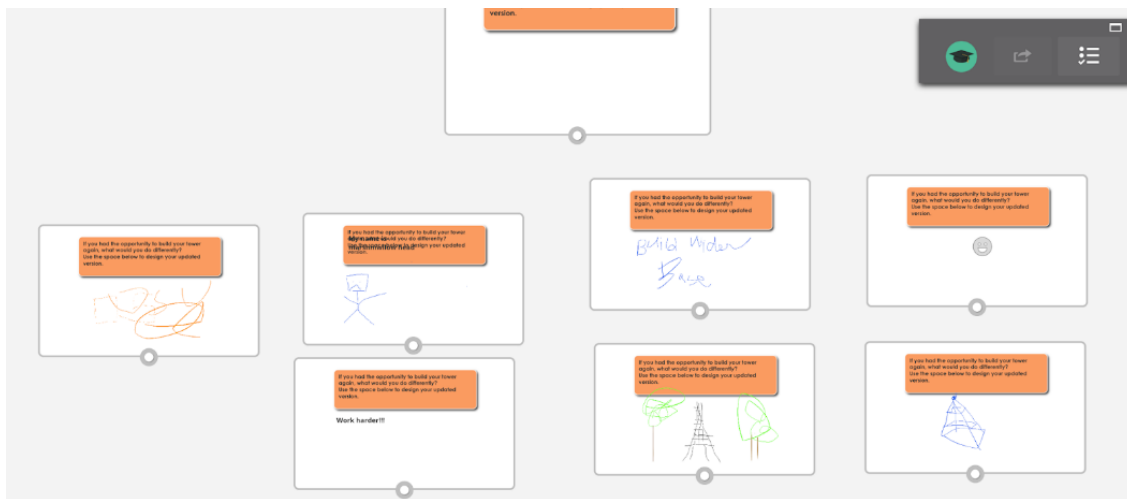 version.
If you had the opportunity to build your tower
again, what would you do differently?
Use the space below to design your updated
version.
If you had the opportunity to build your tower
again, what would you do differently?
My name is
Use the space below to design your updated
version.
If you had the opportunity to build your tower
again, what would you do differently?
Use the space below to design your updated
version.
Build Wider
Base
If you had the opportunity to build your tower
again, what would you do differently?
Use the space below to design your updated
version.
If you had the opportunity to build your tower
again, what would you do differently?
Use the space below to design your updated
version.
Work harder!!!
If you had the opportunity to build your tower
again, what would you do differently?
Use the space below to design your updated
version.
If you had the opportunity to build your tower
again, what would you do differently?
Use the space below to design your updated
version.